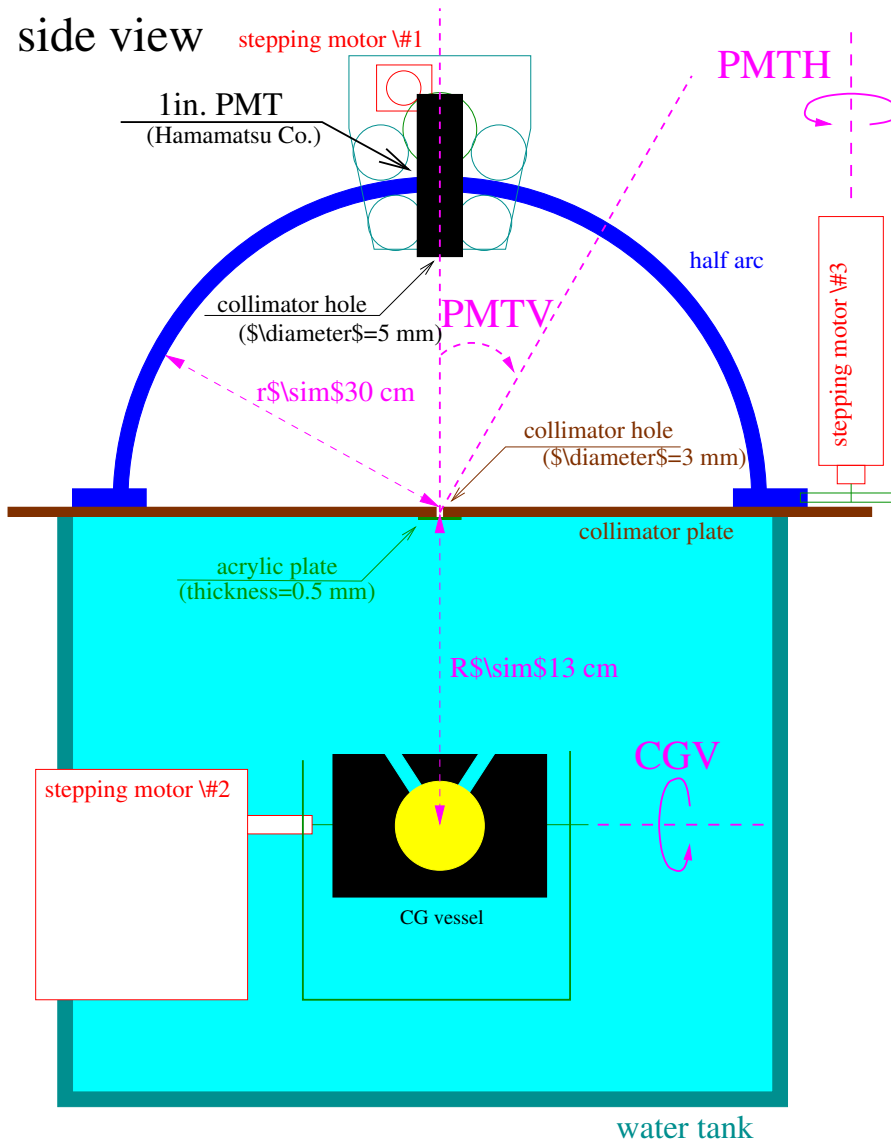 side view
stepping motor \#1
PMTH
1in. PMT
(Hamamatsu Co.)
half arc
stepping motor \#3
collimator hole
($\diameter$=5 mm)
PMTV
r$\sim$30 cm
collimator hole
($\diameter$=3 mm)
collimator plate
acrylic plate
(thickness=0.5 mm)
R$\sim$13 cm
CGV
stepping motor \#2
CG vessel
water tank